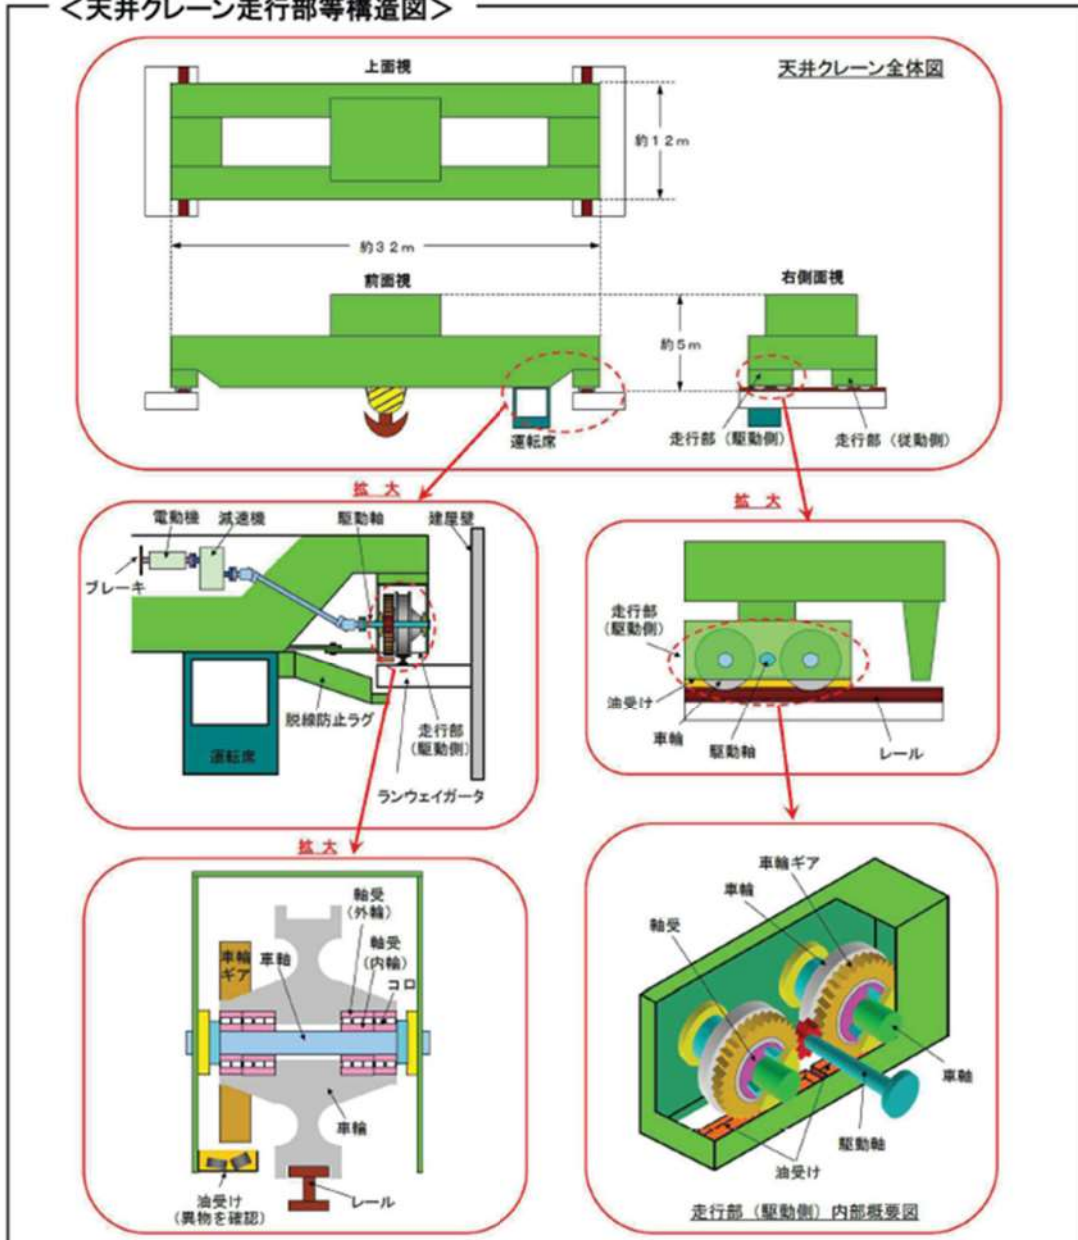 <天井クレーン走行部等構造図>
上面視
天井クレーン全体図
約12m
約32m
前面視
右側面視
約5m
運転席
走行部(駆動側)
走行部(従動側)
拡 大
拡 大
電動機
減速機
駆動軸
建屋壁
ブレーキ
脱線防止ラグ
走行部
(駆動側)
運転席
ランウェイガータ
走行部
(駆動側)
油受け
車輪
駆動軸
レール
拡 大
軸受
(外輪)
軸受
(内輪)
コロ
車輪
ギア
車軸
車輪
油受け
(異物を確認)
レール
車輪ギア
車輪
軸受
車軸
駆動軸
油受け
走行部(駆動側)内部概要図